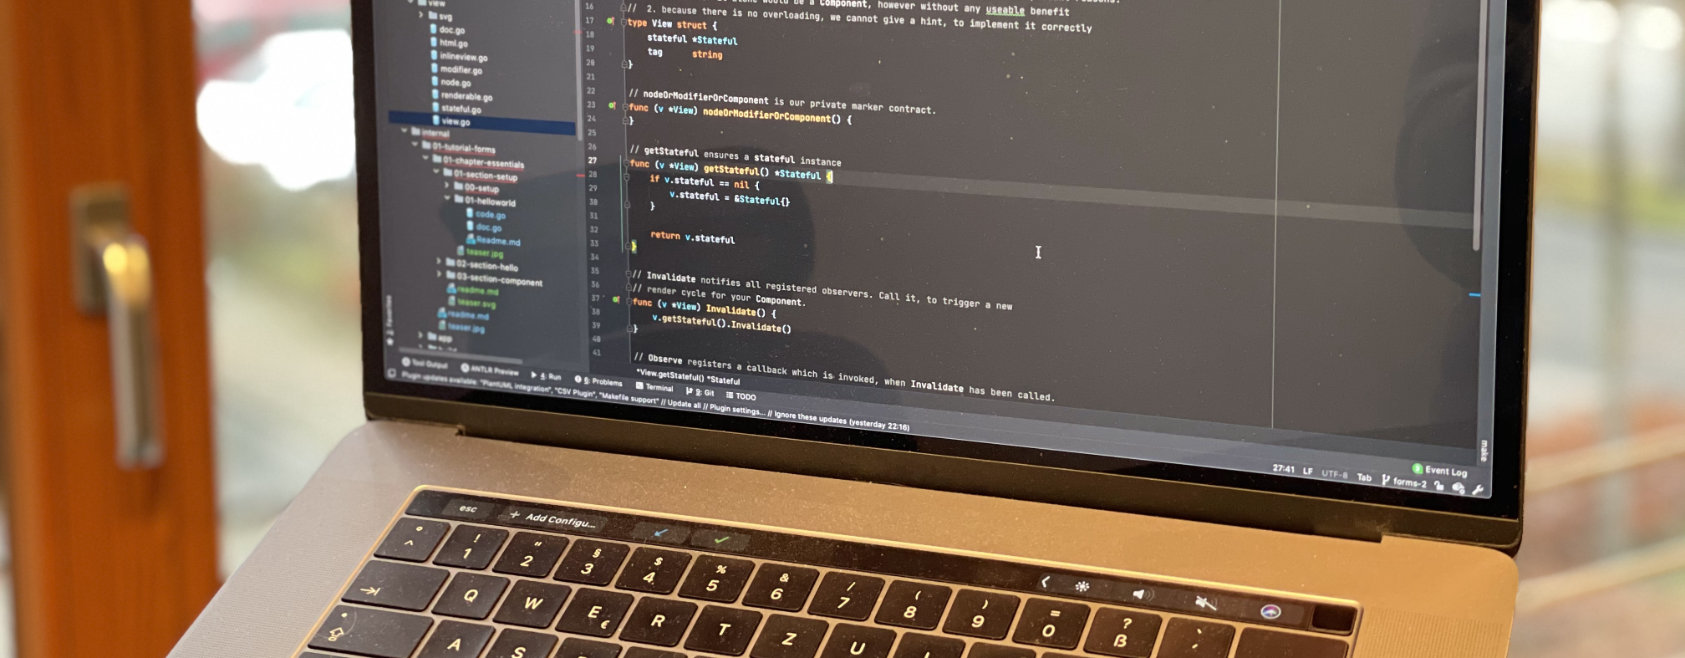 view
svg
doc.go
html.go
inlineview.go
modifier.go
node.go
renderable.go
stateful.go
view.go
internal
01-tutorial-forms
01-chapter-essentials
01-section-setup
00-setup
01-helloworld
code.go
doc.go
Readme.md
teaser.jpg
02-section-hello
03-section-component
readme.md
teaser.svg
readme.md
teaser.jpg
app
2 Favorites
Component, however without any useable benefit
16 // 2. because there is no overloading, we cannot give a hint, to implement it correctly
17 type View struct {
18 stateful *Stateful
19 tag string
20 }
21
22 // nodeOrModifierOrComponent is our private marker contract.
23 func (v *View) nodeOrModifierOrComponent() {
24 }
25
26 // getStateful ensures a stateful instance
27 func (v *View) getStateful() *Stateful {
28 if v.stateful == nil {
29 v.stateful = &Stateful{}
30 }
31
32 return v.stateful
33 }
34
35 // Invalidate notifies all registered observers. Call it, to trigger a new
36 // render cycle for your Component.
37 func (v *View) Invalidate() {
38 v.getStateful().Invalidate()
39 }
40
41 // Observe registers a callback which is invoked, when Invalidate has been called.
*View.getStateful() *Stateful
Tool Output ANTLR Preview 4: Run 6: Problems Terminal 9: Git TODO
Plugin updates available: "PlantUML integration", "CSV Plugin", "Makefile support" // Update all // Plugin settings... // Ignore these updates (yesterday 22:16)
make
Event Log
27:41 LF UTF-8 Tab forms-2
esc + Add Configu...
° ^ ! 1 " 2 § 3 $ 4 % 5 & 6 / 7 ( 8 ) 9 = 0 ? ß ` ´
Q W E € R T Z U
A S